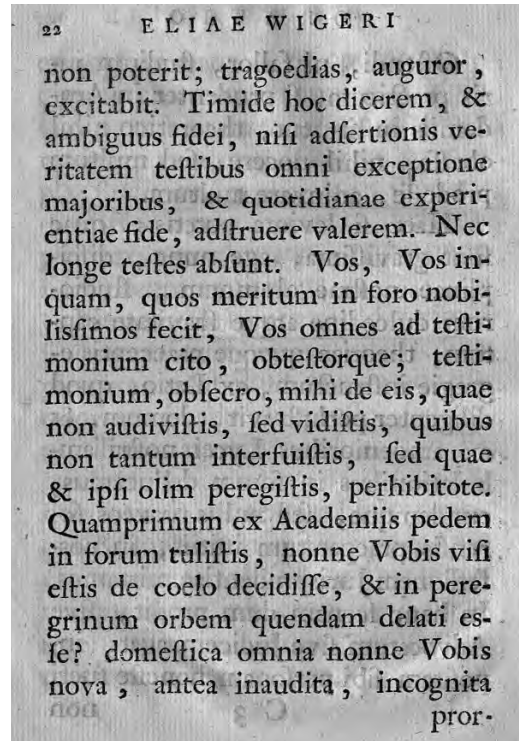 22 ELIAE WIGERI
non poterit; tragoedias, auguror,
excitabit. Timide hoc dicerem, &
ambiguus fidei, niſi adſertionis ve-
ritatem teſtibus omni exceptione
majoribus, & quotidianae experi-
entiae fide, adſtruere valerem. Nec
longe teſtes abſunt. Vos, Vos in-
quam, quos meritum in foro nobi-
liſſimos fecit, Vos omnes ad teſti-
monium cito, obteſtorque; teſti-
monium, obſecro, mihi de eis, quae
non audiviſtis, ſed vidiſtis, quibus
non tantum interfuiſtis, ſed quae
& ipſi olim peregiſtis, perhibitote.
Quamprimum ex Academiis pedem
in forum tuliſtis, nonne Vobis viſi
eſtis de coelo decidiſſe, & in pere-
grinum orbem quendam delati es-
ſe? domeſtica omnia nonne Vobis
nova, antea inaudita, incognita
pror-